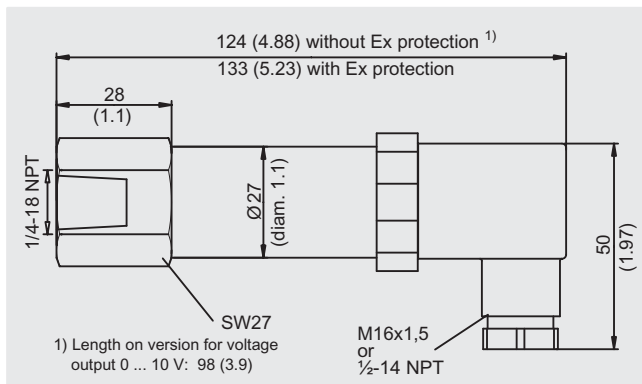 124 (4.88) without Ex protection 1)
133 (5.23) with Ex protection
28
(1.1)
1/4-18 NPT
Ø27
(diam. 1.1)
50
(1.97)
SW27
1) Length on version for voltage
output 0 ... 10 V: 98 (3.9)
M16x1,5
or
½-14 NPT